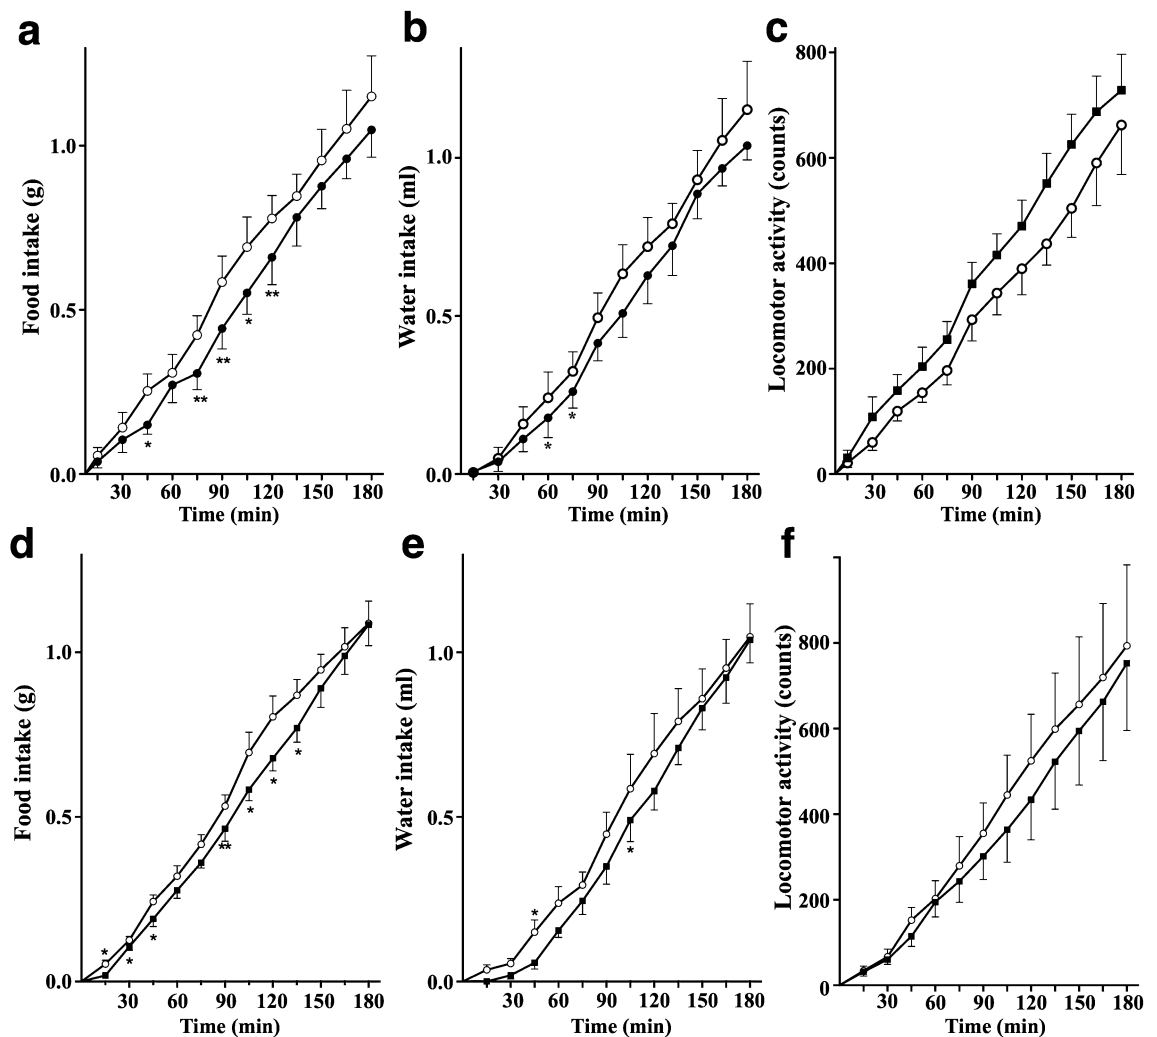 a
Food intake (g)
1.0
0.5
0.0
*
**
**
*
**
30 60 90 120 150 180
Time (min)
b
Water intake (ml)
1.0
0.5
0.0
*
*
30 60 90 120 150 180
Time (min)
c
Locomotor activity (counts)
800
600
400
200
0
30 60 90 120 150 180
Time (min)
d
Food intake (g)
1.0
0.5
0.0
*
*
*
**
*
*
*
30 60 90 120 150 180
Time (min)
e
Water intake (ml)
1.0
0.5
0.0
*
*
30 60 90 120 150 180
Time (min)
f
Locomotor activity (counts)
800
600
400
200
0
30 60 90 120 150 180
Time (min)